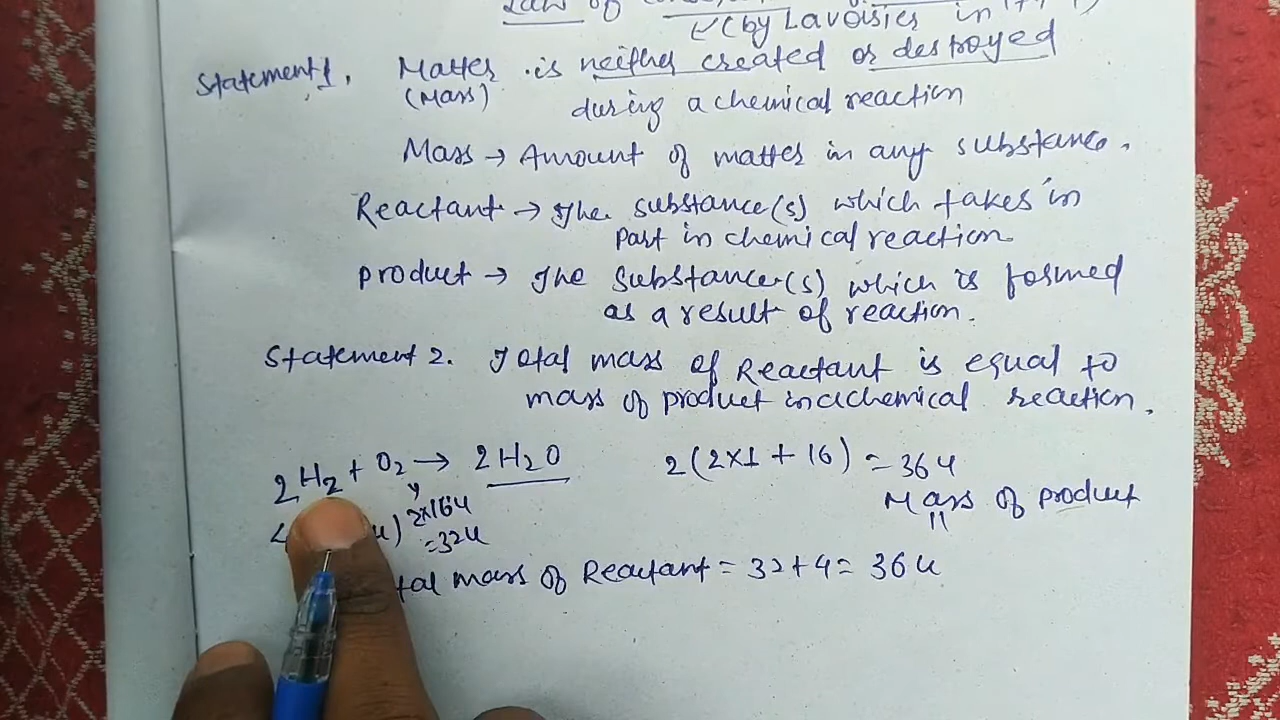 Law of
(by Lavoisier in
Statement 1. Matter is neither created or destroyed
(Mass) during a chemical reaction
Mass → Amount of matter in any substance.
Reactant → The substance(s) which takes in
part in chemical reaction
product → The substance(s) which is formed
as a result of reaction.
Statement 2. Total mass of Reactant is equal to
mass of product in a chemical reaction.
2H₂ + O₂ → 2H₂O 2(2×1 + 16) = 36u
2×16u Mass of product
u) =32u 11
tal mass of Reactant = 32+4= 36u